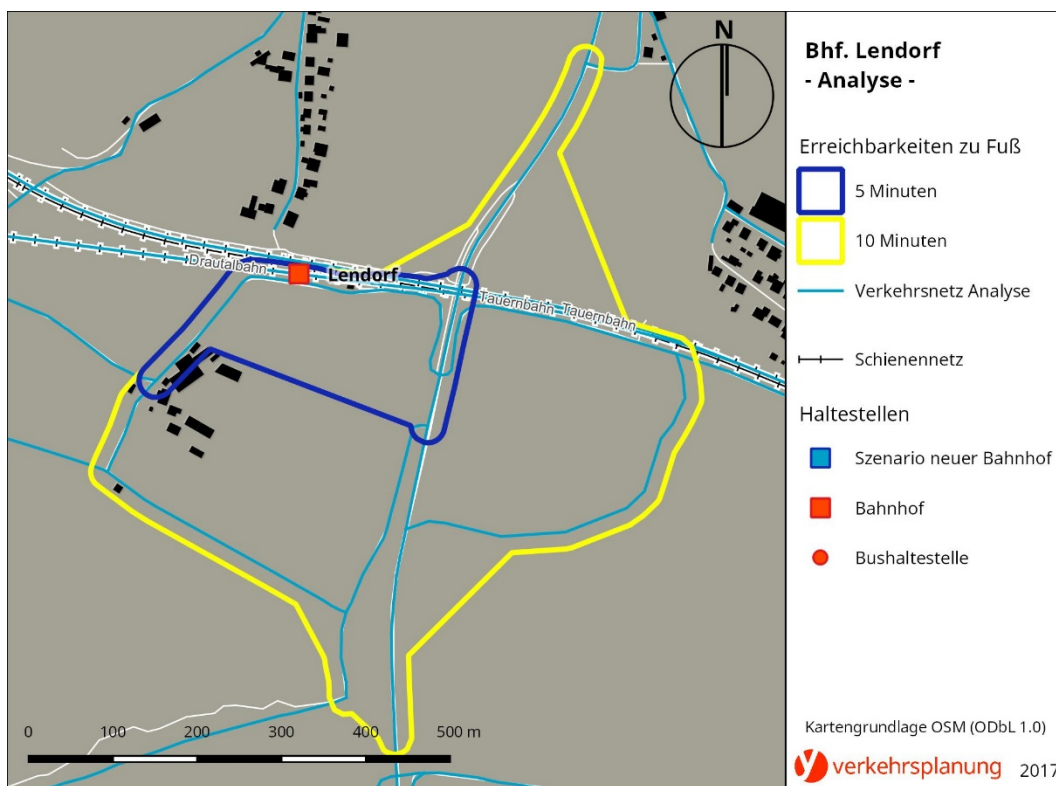 N
Drautalbahn
Lendorf
Tauernbahn Tauernbahn
0 100 200 300 400 500 m
Bhf. Lendorf
- Analyse -
Erreichbarkeiten zu Fuß
5 Minuten
10 Minuten
Verkehrsnetz Analyse
Schienennetz
Haltestellen
Szenario neuer Bahnhof
Bahnhof
Bushaltestelle
Kartengrundlage OSM (ODbL 1.0)
y verkehrsplanung 2017